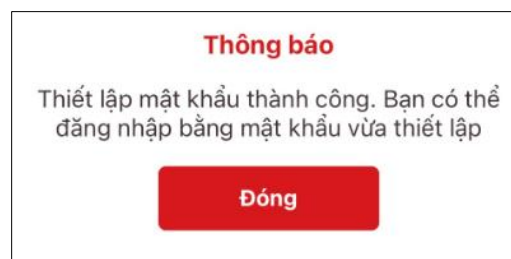 Thông báo
Thiết lập mật khẩu thành công. Bạn có thể
đăng nhập bằng mật khẩu vừa thiết lập
Đóng